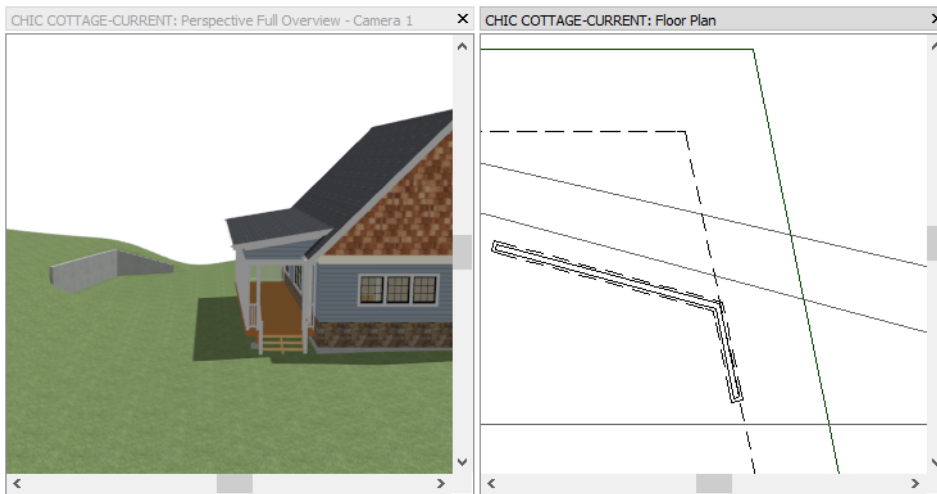 CHIC COTTAGE-CURRENT: Perspective Full Overview - Camera 1
CHIC COTTAGE-CURRENT: Floor Plan